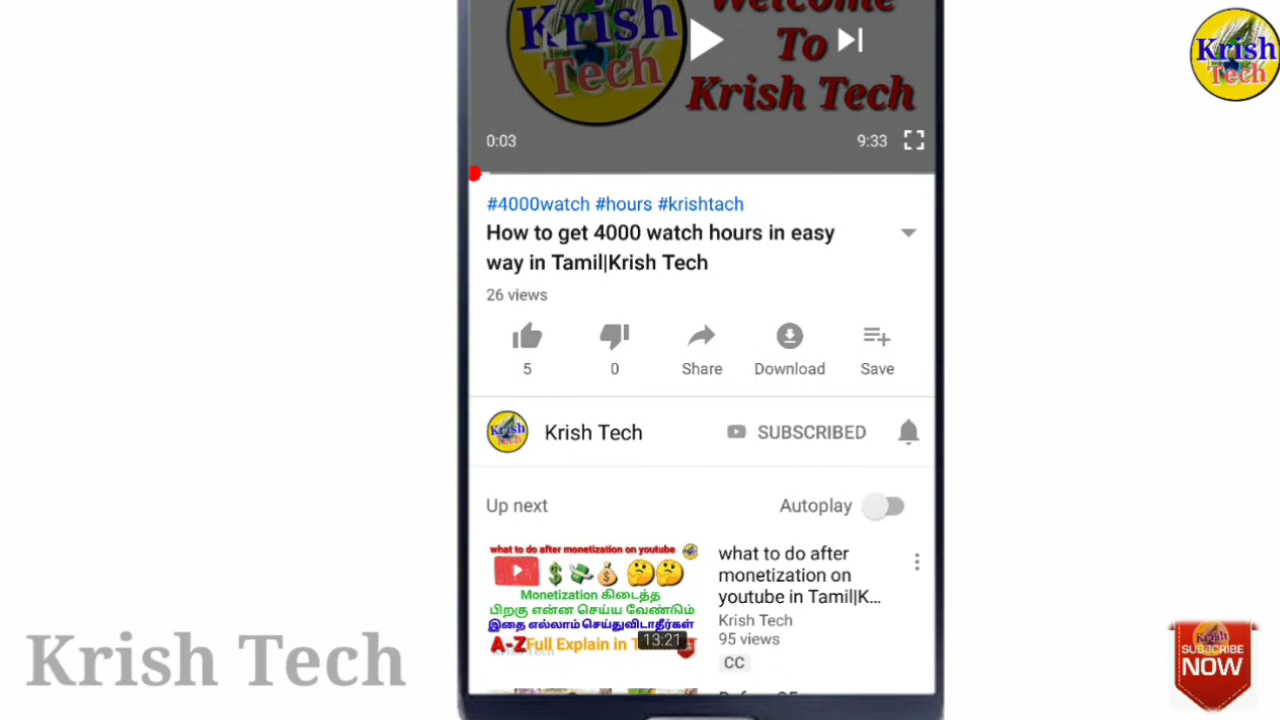 Krish
Tech
Welcome
To
Krish Tech
Krish
Tech
0:03
9:33
#4000watch #hours #krishtach
How to get 4000 watch hours in easy
way in Tamil|Krish Tech
26 views
5
0
Share
Download
Save
Krish
Tech
Krish Tech
SUBSCRIBED
Up next
Autoplay
what to do after monetization on youtube
Monetization கிடைத்த
பிறகு என்ன செய்ய வேண்டும்
இதை எல்லாம் செய்துவிடாதீர்கள்
A-Z Full Explain in T
13:21
what to do after
monetization on
youtube in Tamil|K...
Krish Tech
95 views
CC
Krish Tech
Krish
Tech
SUBSCRIBE
NOW